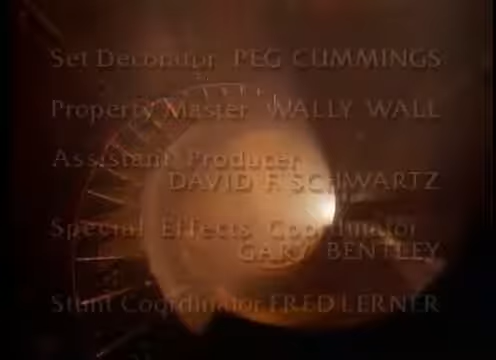 Set Decorator PEG CUMMINGS
Property Master WALLY WALL
Assistant Producer
DAVID F. SCHWARTZ
Special Effects Coordinator
GARY BENTLEY
Stunt Coordinator FRED LERNER